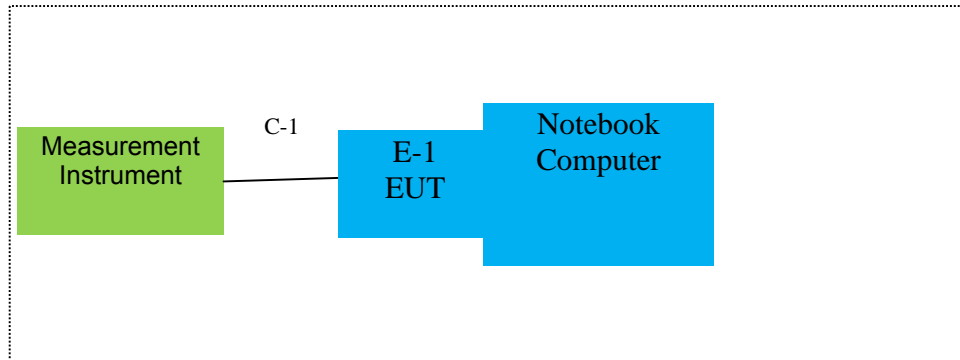 Measurement
Instrument
C-1
E-1
EUT
Notebook
Computer